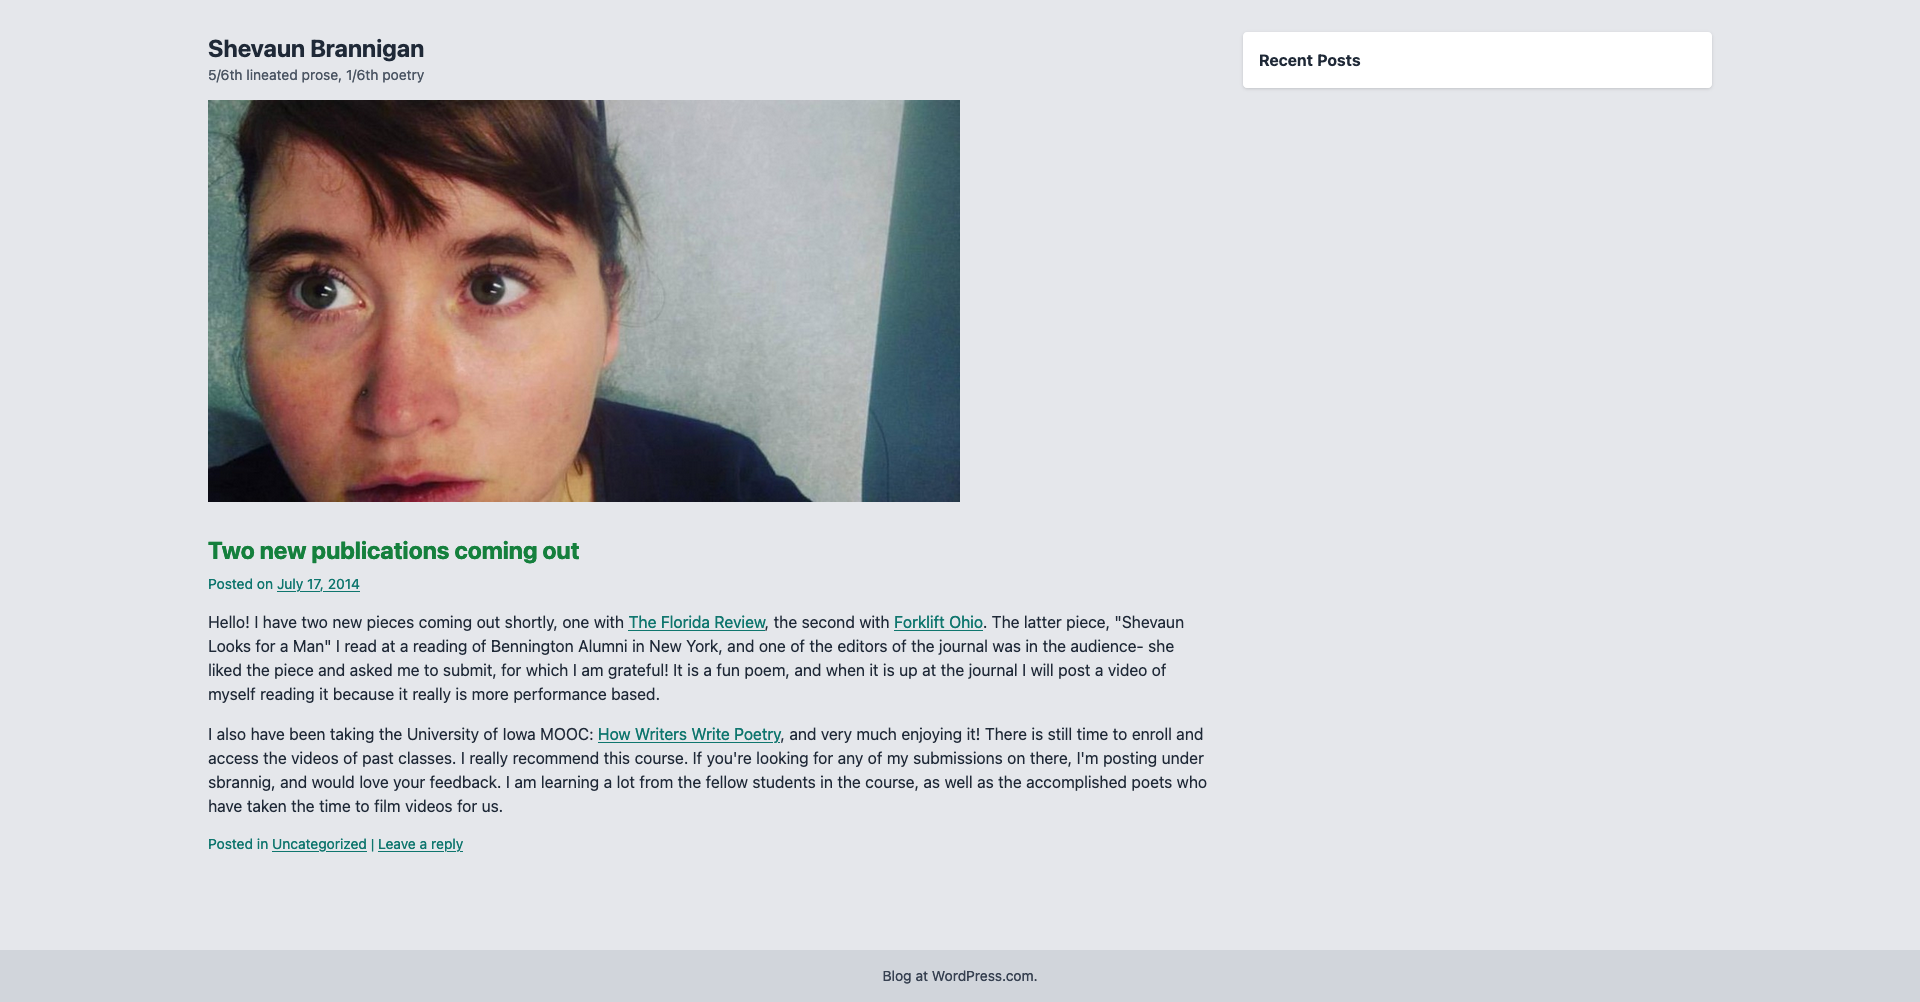 Shevaun Brannigan
5/6th lineated prose, 1/6th poetry
Recent Posts
Two new publications coming out
Posted on July 17, 2014
Hello! I have two new pieces coming out shortly, one with The Florida Review, the second with Forklift Ohio. The latter piece, "Shevaun
Looks for a Man" I read at a reading of Bennington Alumni in New York, and one of the editors of the journal was in the audience- she
liked the piece and asked me to submit, for which I am grateful! It is a fun poem, and when it is up at the journal I will post a video of
myself reading it because it really is more performance based.
I also have been taking the University of Iowa MOOC: How Writers Write Poetry, and very much enjoying it! There is still time to enroll and
access the videos of past classes. I really recommend this course. If you're looking for any of my submissions on there, I'm posting under
sbrannig, and would love your feedback. I am learning a lot from the fellow students in the course, as well as the accomplished poets who
have taken the time to film videos for us.
Posted in Uncategorized | Leave a reply
Blog at WordPress.com.